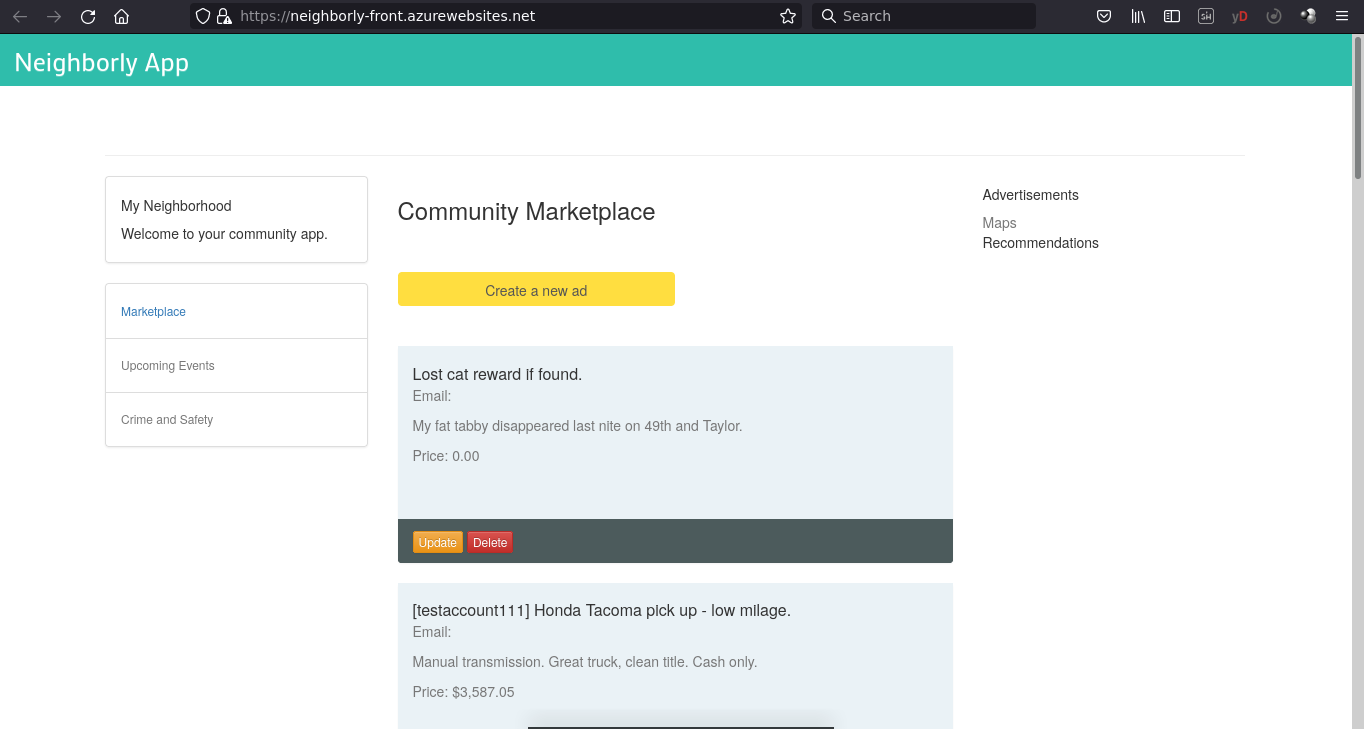 https://neighborly-front.azurewebsites.net
Search
SW
yD
Neighborly App
My Neighborhood
Welcome to your community app.
Marketplace
Upcoming Events
Crime and Safety
Community Marketplace
Create a new ad
Lost cat reward if found.
Email:
My fat tabby disappeared last nite on 49th and Taylor.
Price: 0.00
Update Delete
[testaccount111] Honda Tacoma pick up - low milage.
Email:
Manual transmission. Great truck, clean title. Cash only.
Price: $3,587.05
Advertisements
Maps
Recommendations